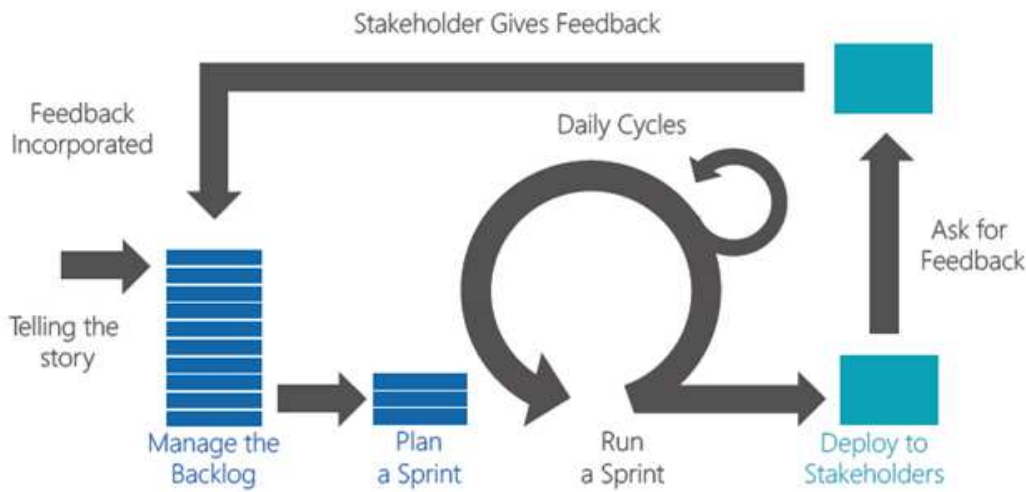 Stakeholder Gives Feedback
Feedback
Incorporated
Daily Cycles
Ask for
Feedback
Telling the
story
Manage the
Backlog
Plan
a Sprint
Run
a Sprint
Deploy to
Stakeholders